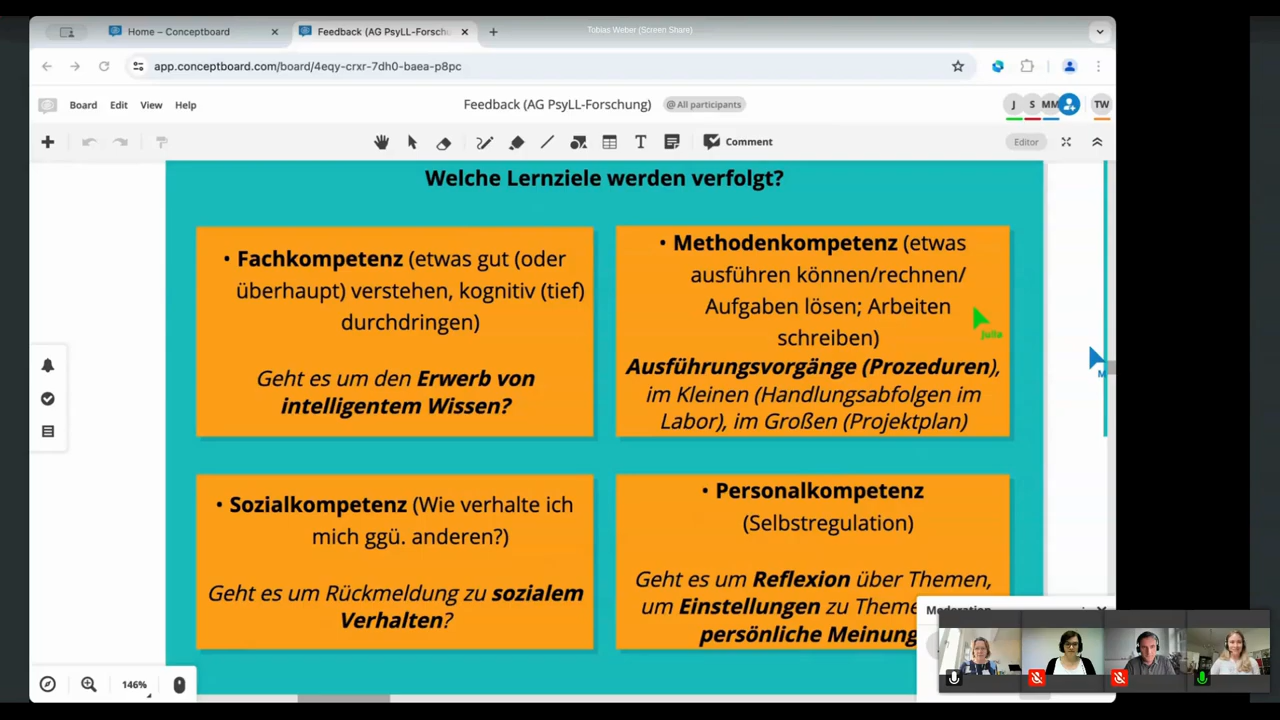 Home – Conceptboard
Feedback (AG PsyLL-Forschu
Tobias Weber (Screen Share)
app.conceptboard.com/board/4eqy-crxr-7dh0-baea-p8pc
Board Edit View Help
Feedback (AG PsyLL-Forschung)
@ All participants
J S MM TW
Comment
Editor
Welche Lernziele werden verfolgt?
• Fachkompetenz (etwas gut (oder
überhaupt) verstehen, kognitiv (tief)
durchdringen)
Geht es um den Erwerb von
intelligentem Wissen?
• Methodenkompetenz (etwas
ausführen können/rechnen/
Aufgaben lösen; Arbeiten
schreiben)
Ausführungsvorgänge (Prozeduren),
im Kleinen (Handlungsabfolgen im
Labor), im Großen (Projektplan)
Julia
M
• Sozialkompetenz (Wie verhalte ich
mich ggü. anderen?)
Geht es um Rückmeldung zu sozialem
Verhalten?
• Personalkompetenz
(Selbstregulation)
Geht es um Reflexion über Themen,
um Einstellungen zu Theme
persönliche Meinung
Moderation
146%